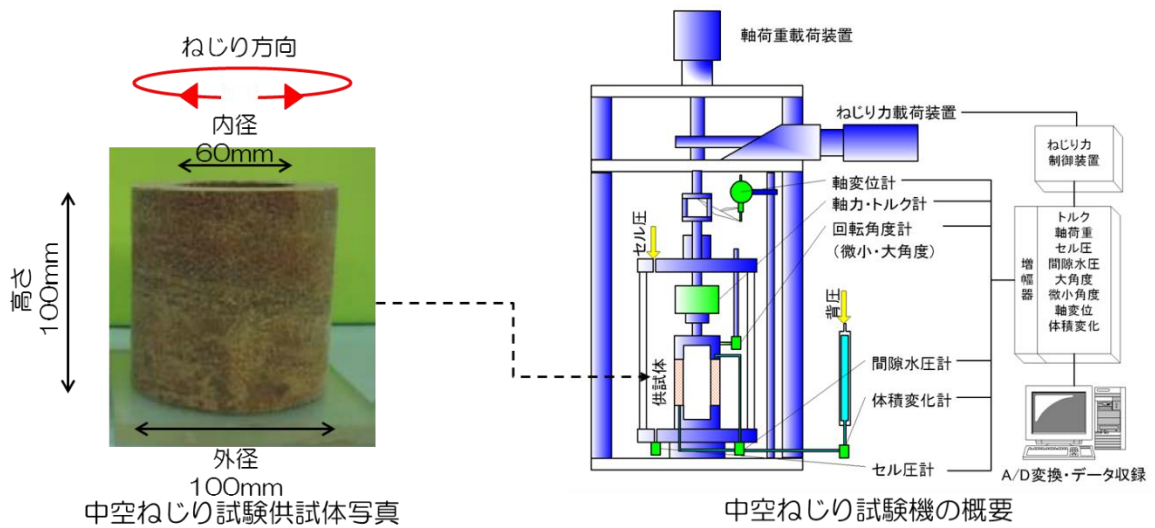 ねじり方向
内径
60mm
高さ
100mm
外径
100mm
中空ねじり試験供試体写真
軸荷重載荷装置
ねじり力載荷装置
ねじり力
制御装置
軸変位計
軸力・トルク計
回転角度計
(微小・大角度)
セル圧
背圧
供試体
間隙水圧計
体積変化計
セル圧計
増幅器
トルク
軸荷重
セル圧
間隙水圧
大角度
微小角度
軸変位
体積変化
A/D変換・データ収録
中空ねじり試験機の概要